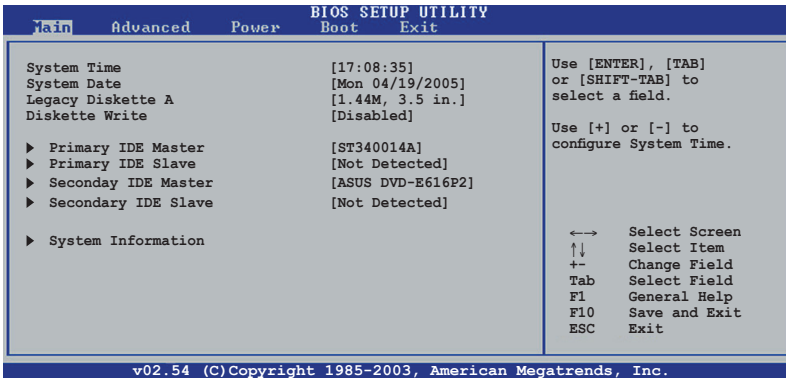 BIOS SETUP UTILITY
Main Advanced Power Boot Exit
System Time [17:08:35]
System Date [Mon 04/19/2005]
Legacy Diskette A [1.44M, 3.5 in.]
Diskette Write [Disabled]
Primary IDE Master [ST340014A]
Primary IDE Slave [Not Detected]
Seconday IDE Master [ASUS DVD-E616P2]
Secondary IDE Slave [Not Detected]
System Information
Use [ENTER], [TAB]
or [SHIFT-TAB] to
select a field.
Use [+] or [-] to
configure System Time.
←→ Select Screen
↑↓ Select Item
+- Change Field
Tab Select Field
F1 General Help
F10 Save and Exit
ESC Exit
v02.54 (C)Copyright 1985-2003, American Megatrends, Inc.